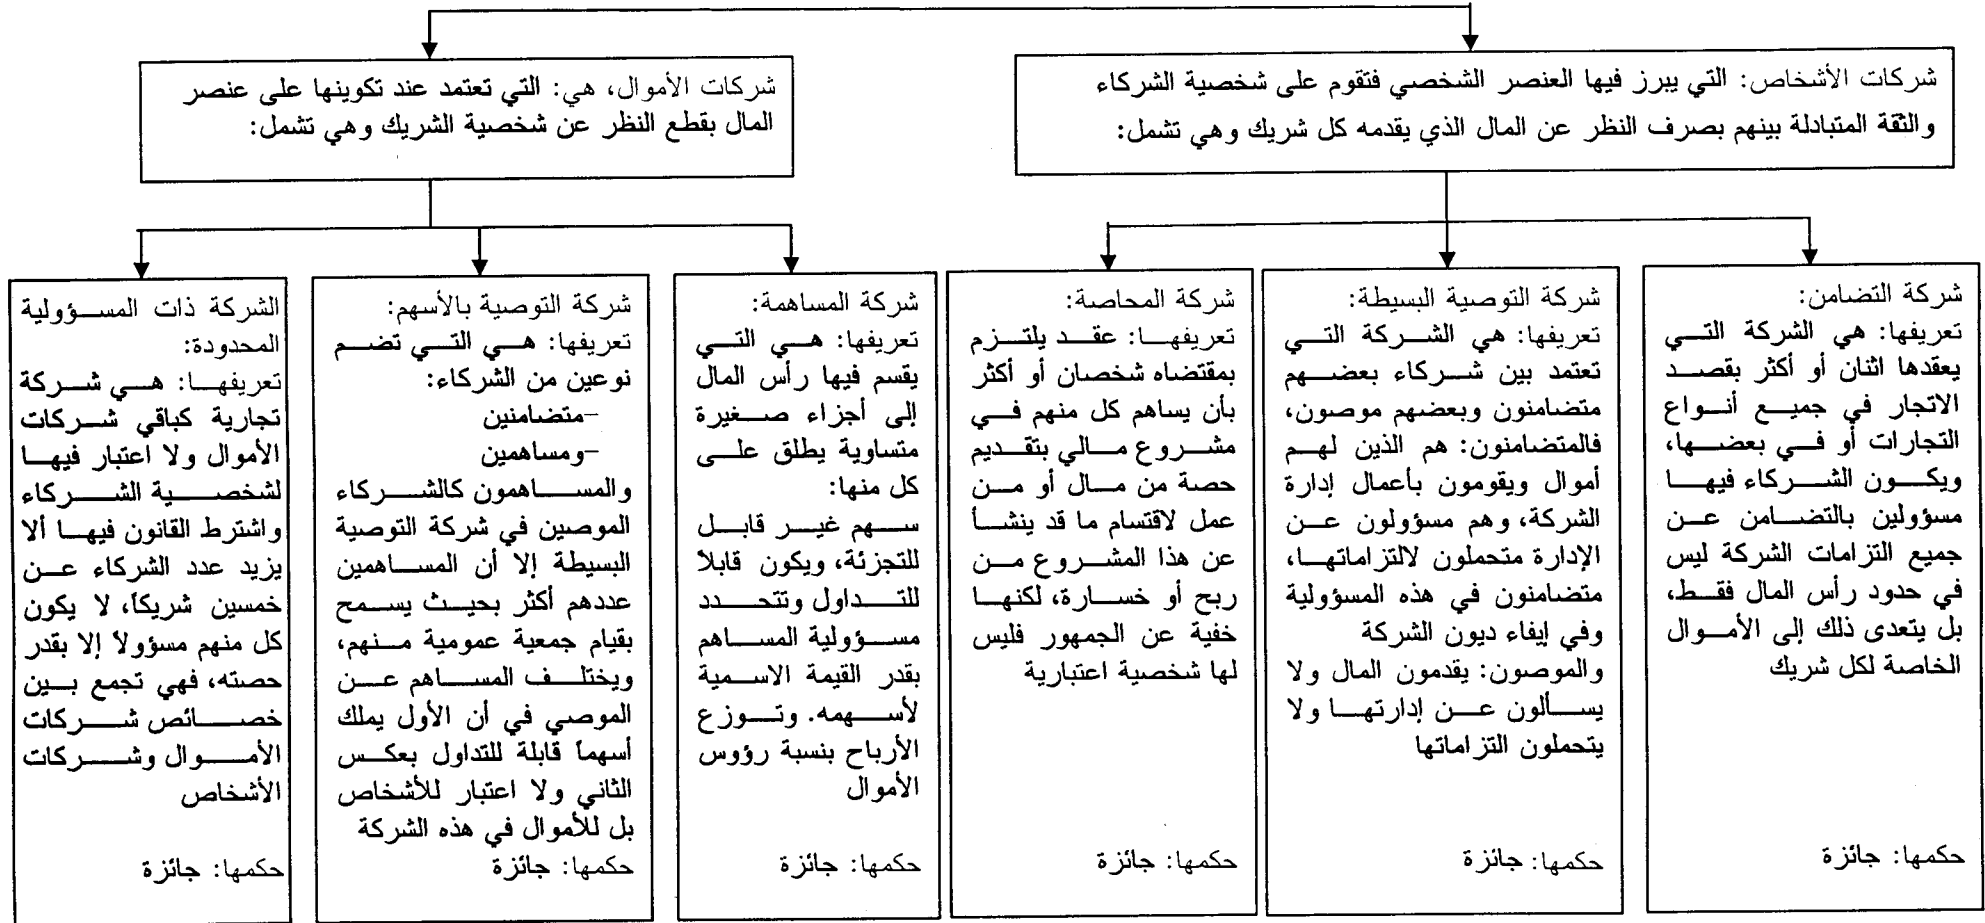 شركات الأشخاص: التي يبرز فيها العنصر الشخصي فتقوم على شخصية الشركاء
والثقة المتبادلة بينهم بصرف النظر عن المال الذي يقدمه كل شريك وهي تشمل:
شركات الأموال، هي: التي تعتمد عند تكوينها على عنصر
المال بقطع النظر عن شخصية الشريك وهي تشمل:
شركة التضامن:
تعريفها: هي الشركة التي
يعقدها اثنان أو أكثر بقصد
الاتجار في جميع أنواع
التجارات أو في بعضها،
ويكون الشركاء فيها
مسؤولين بالتضامن عن
جميع التزامات الشركة ليس
في حدود رأس المال فقط،
بل يتعدى ذلك إلى الأموال
الخاصة لكل شريك
حكمها: جائزة
شركة التوصية البسيطة:
تعريفها: هي الشركة التي
تعتمد بين شركاء بعضهم
متضامنون وبعضهم موصون،
فالمتضامنون: هم الذين لهم
أموال ويقومون بأعمال إدارة
الشركة، وهم مسؤولون عن
الإدارة متحملون لالتزاماتها،
متضامنون في هذه المسؤولية
وفي إيفاء ديون الشركة
والموصون: يقدمون المال ولا
يسألون عن إدارتها ولا
يتحملون التزاماتها
حكمها: جائزة
شركة المحاصة:
تعريفها: عقد يلتزم
بمقتضاه شخصان أو أكثر
بأن يساهم كل منهم في
مشروع مالي بتقديم
حصة من مال أو من
عمل لاقتسام ما قد ينشأ
عن هذا المشروع من
ربح أو خسارة، لكنها
خفية عن الجمهور فليس
لها شخصية اعتبارية
حكمها: جائزة
شركة المساهمة:
تعريفها: هي التي
يقسم فيها رأس المال
إلى أجزاء صغيرة
متساوية يطلق على
كل منها:
سهم غير قابل
للتجزئة، ويكون قابلاً
للتداول وتتحدد
مسؤولية المساهم
بقدر القيمة الاسمية
لأسهمه. وتوزع
الأرباح بنسبة رؤوس
الأموال
حكمها: جائزة
شركة التوصية بالأسهم:
تعريفها: هي التي تضم
نوعين من الشركاء:
-متضامنين
-ومساهمين
والمساهمون كالشركاء
الموصين في شركة التوصية
البسيطة إلا أن المساهمين
عددهم أكثر بحيث يسمح
بقيام جمعية عمومية منهم،
ويختلف المساهم عن
الموصي في أن الأول يملك
أسهماً قابلة للتداول بعكس
الثاني ولا اعتبار للأشخاص
بل للأموال في هذه الشركة
حكمها: جائزة
الشركة ذات المسؤولية
المحدودة:
تعريفها: هي شركة
تجارية كباقي شركات
الأموال ولا اعتبار فيها
لشخصية الشركاء
واشترط القانون فيها ألا
يزيد عدد الشركاء عن
خمسين شريكاً، لا يكون
كل منهم مسؤولاً إلا بقدر
حصته، فهي تجمع بين
خصائص شركات
الأموال وشركات
الأشخاص
حكمها: جائزة